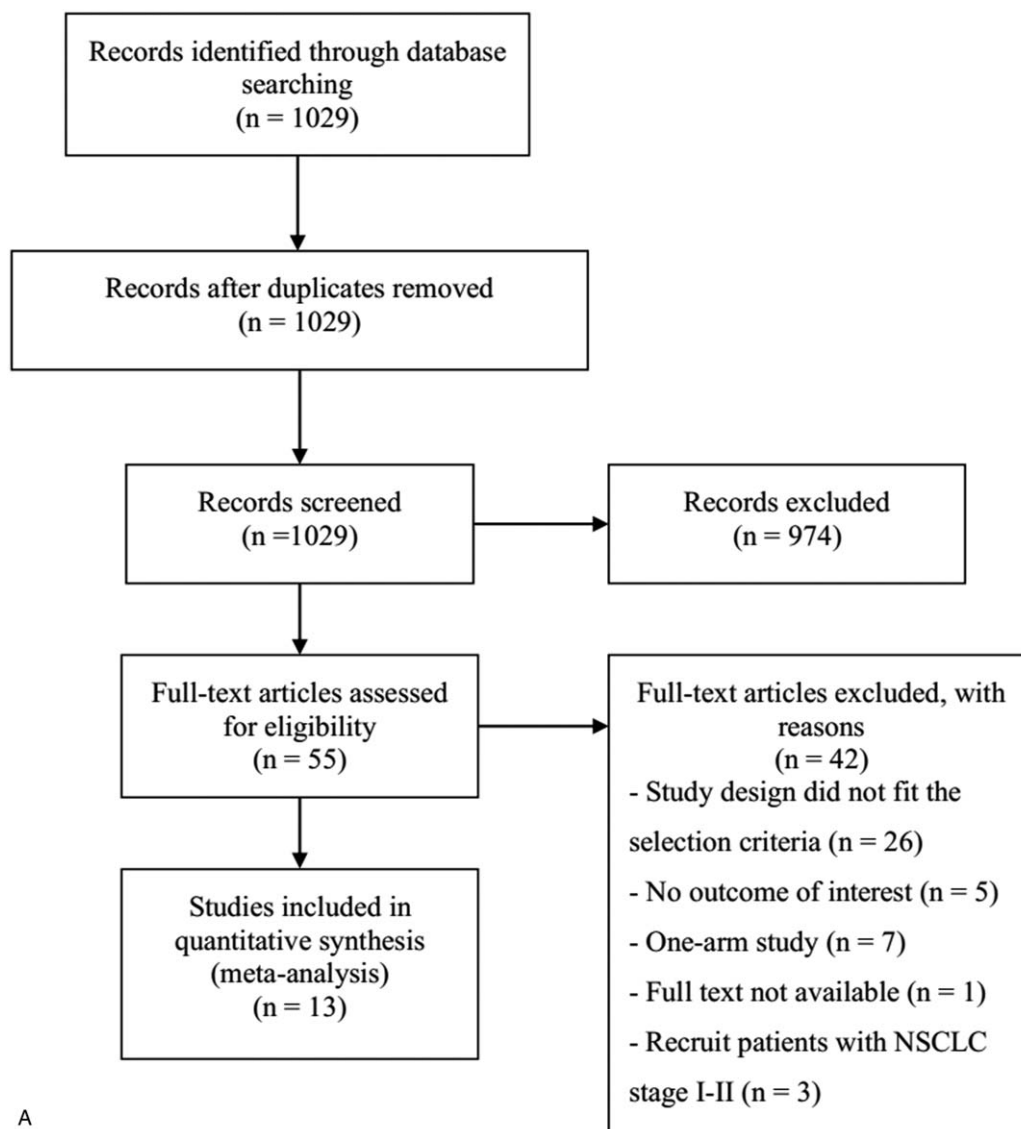 Records identified through database
searching
(n = 1029)
Records after duplicates removed
(n = 1029)
Records screened
(n =1029)
Records excluded
(n = 974)
Full-text articles assessed
for eligibility
(n = 55)
Full-text articles excluded, with
reasons
(n = 42)
- Study design did not fit the
selection criteria (n = 26)
- No outcome of interest (n = 5)
- One-arm study (n = 7)
- Full text not available (n = 1)
- Recruit patients with NSCLC
stage I-II (n = 3)
Studies included in
quantitative synthesis
(meta-analysis)
(n = 13)
A